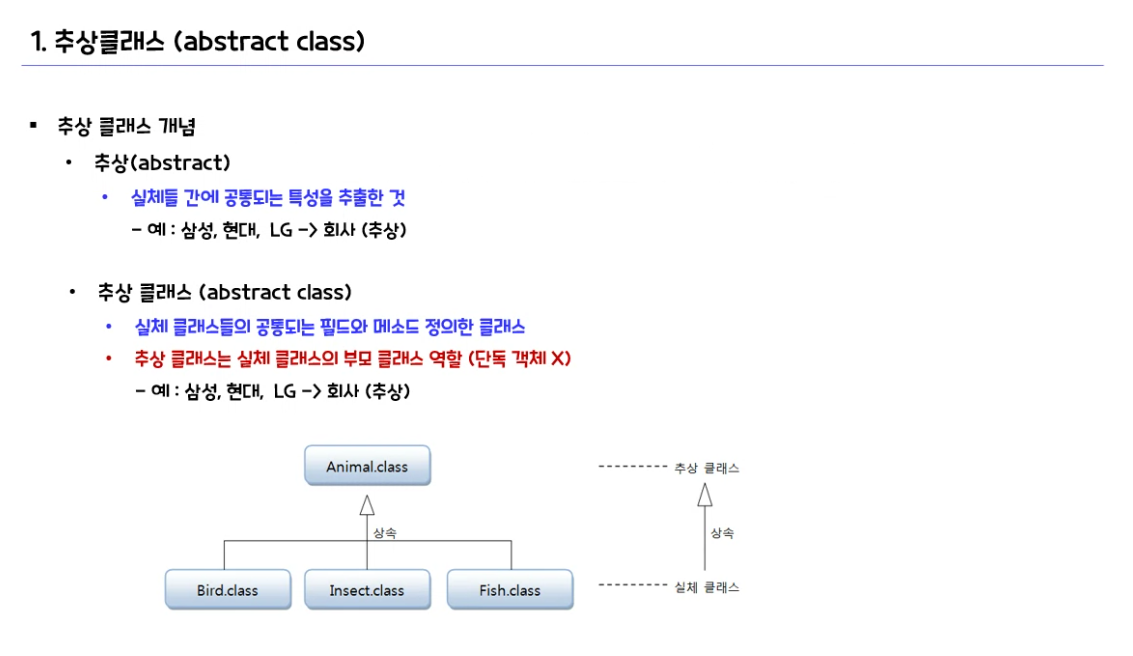 1. 추상클래스 (abstract class)
▪ 추상 클래스 개념
• 추상(abstract)
• 실체들 간에 공통되는 특성을 추출한 것
– 예 : 삼성, 현대, LG -> 회사 (추상)
• 추상 클래스 (abstract class)
• 실체 클래스들의 공통되는 필드와 메소드 정의한 클래스
• 추상 클래스는 실체 클래스의 부모 클래스 역할 (단독 객체 X)
– 예 : 삼성, 현대, LG -> 회사 (추상)
Animal.class
추상 클래스
상속
상속
Bird.class
Insect.class
Fish.class
실체 클래스